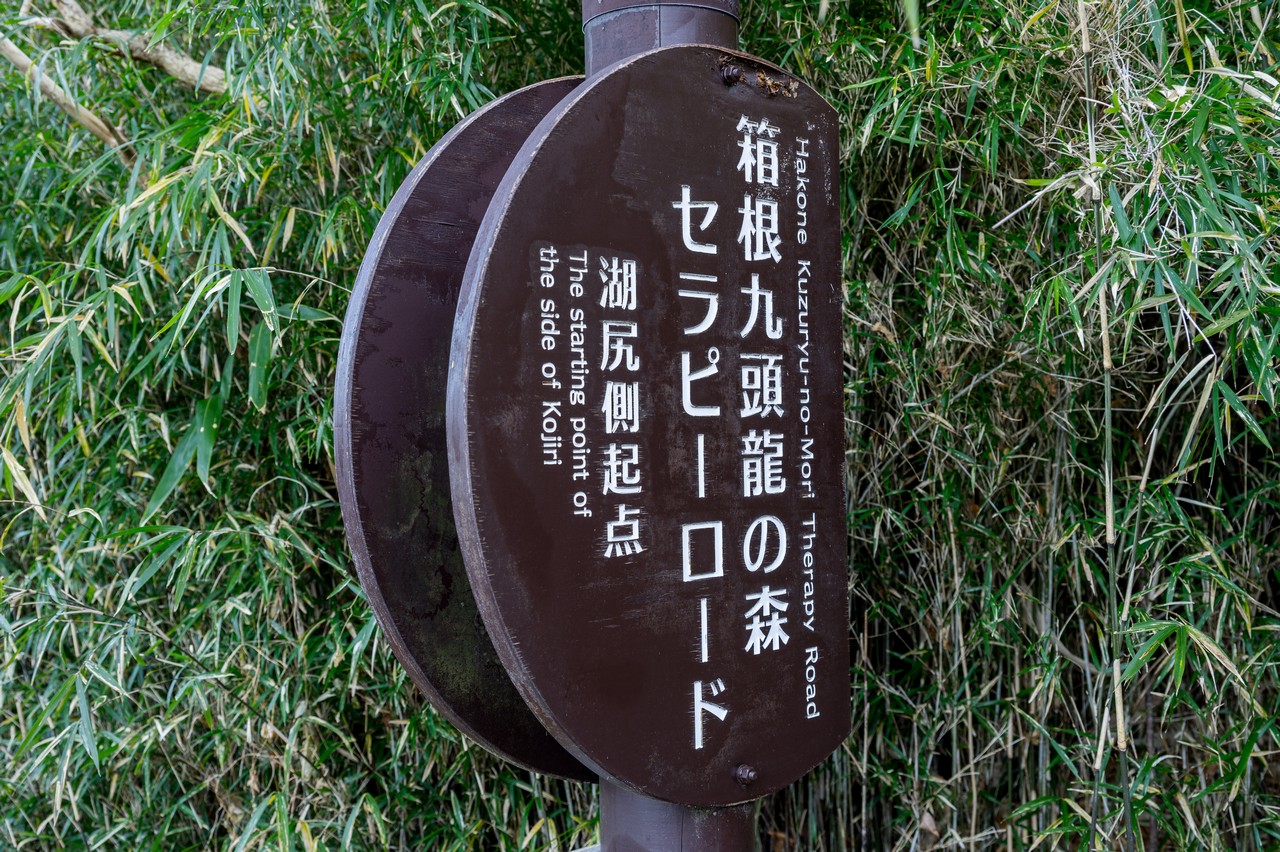 Hakone Kuzuryu-no-Mori Therapy Road
箱根九頭龍の森
セラピーロード
湖尻側起点
The starting point of
the side of Kojiri